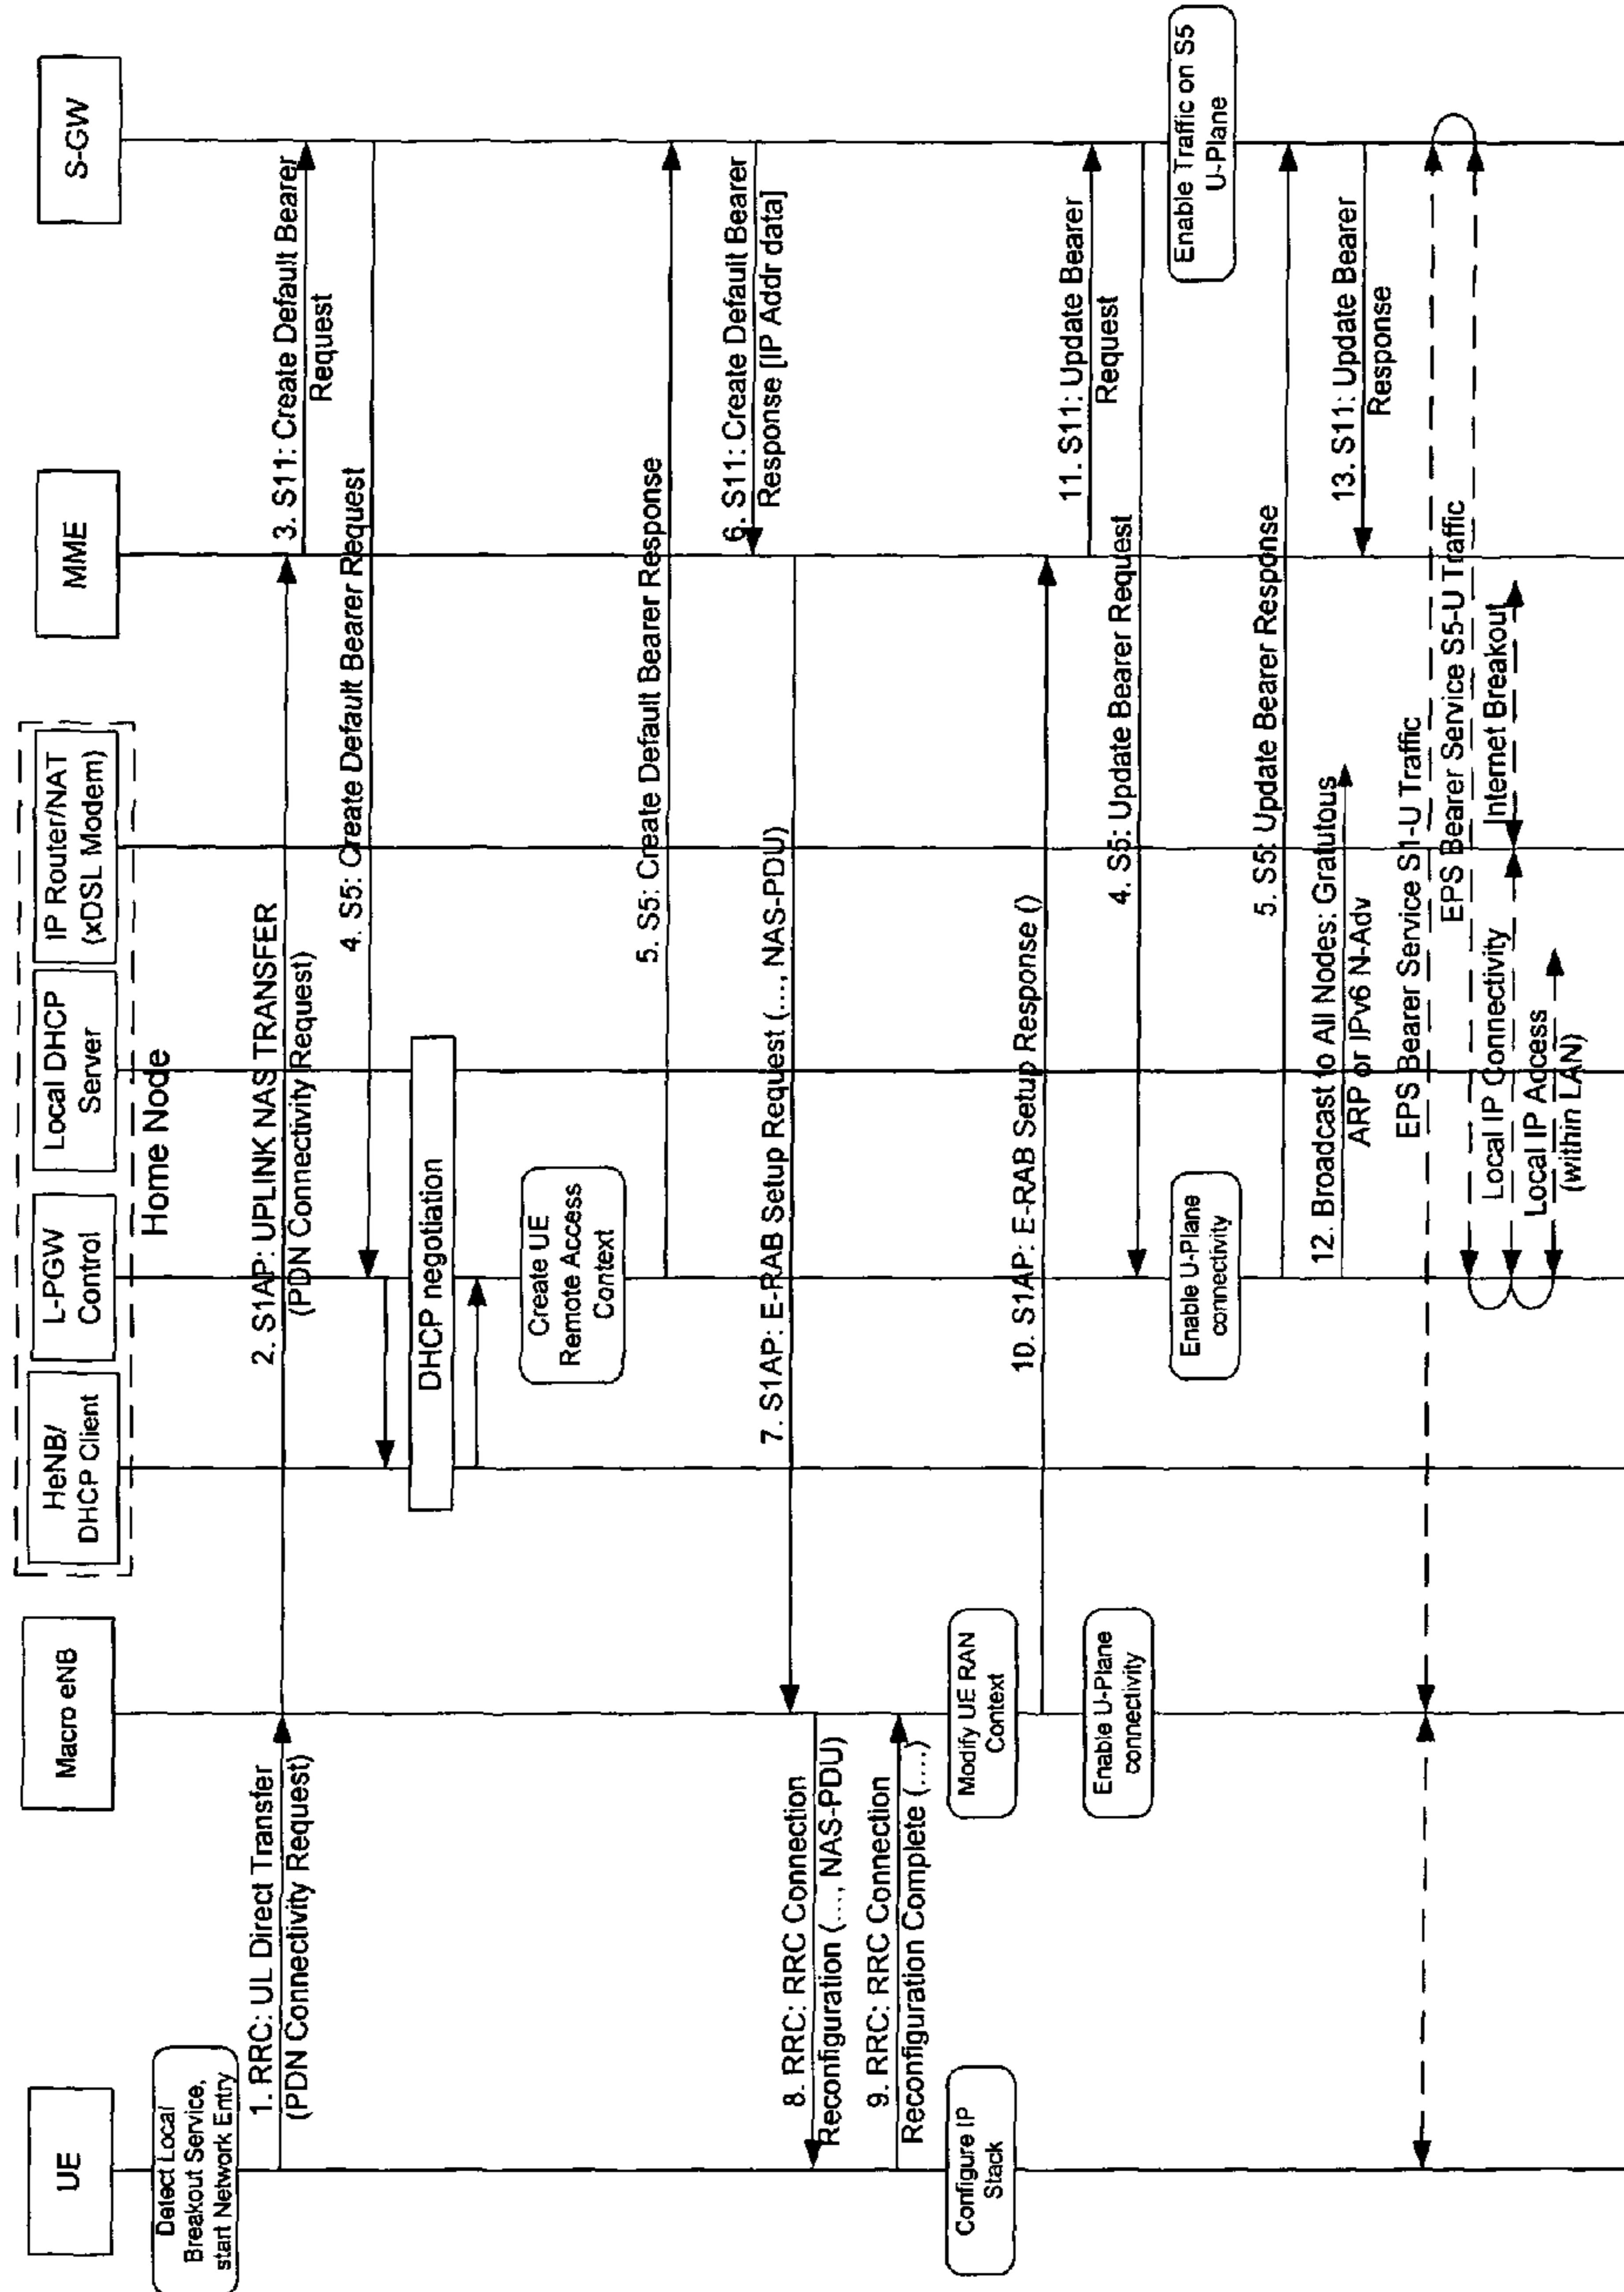 UE
Macro eNB
HeNB/
DHCP Client
L-PGW
Control
Local DHCP
Server
IP Router/NAT
(xDSL Modem)
Home Node
MME
S-GW
Detect Local
Breakout Service,
start Network Entry
1. RRC: UL Direct Transfer
(PDN Connectivity Request)
2. S1AP: UPLINK NAS TRANSFER
(PDN Connectivity Request)
3. S11: Create Default Bearer
Request
4. S5: Create Default Bearer Request
DHCP negotiation
Create UE
Remote Access
Context
5. S5: Create Default Bearer Response
6. S11: Create Default Bearer
Response [IP Addr data]
7. S1AP: E-RAB Setup Request (..., NAS-PDU)
8. RRC: RRC Connection
Reconfiguration (..., NAS-PDU)
9. RRC: RRC Connection
Reconfiguration Complete (....)
Configure IP
Stack
Modify UE RAN
Context
10. S1AP: E-RAB Setup Response ()
Enable U-Plane
connectivity
11. S11: Update Bearer
Request
4. S5: Update Bearer Request
Enable U-Plane
connectivity
Enable Traffic on S5
U-Plane
5. S5: Update Bearer Response
12. Broadcast to All Nodes: Gratutous
ARP or IPv6 N-Adv
13. S11: Update Bearer
Response
EPS Bearer Service S1-U Traffic
EPS Bearer Service S5-U Traffic
Local IP Connectivity
Internet Breakout
Local IP Access
(within LAN)